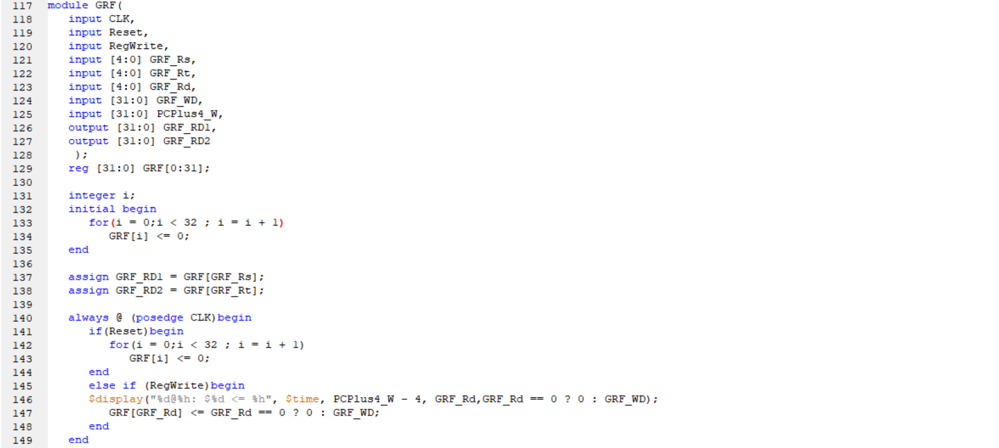 117 module GRF(
118 input CLK,
119 input Reset,
120 input RegWrite,
121 input [4:0] GRF_Rs,
122 input [4:0] GRF_Rt,
123 input [4:0] GRF_Rd,
124 input [31:0] GRF_WD,
125 input [31:0] PCPlus4_W,
126 output [31:0] GRF_RD1,
127 output [31:0] GRF_RD2
128 );
129 reg [31:0] GRF[0:31];
130
131 integer i;
132 initial begin
133 for(i = 0;i < 32 ; i = i + 1)
134 GRF[i] <= 0;
135 end
136
137 assign GRF_RD1 = GRF[GRF_Rs];
138 assign GRF_RD2 = GRF[GRF_Rt];
139
140 always @ (posedge CLK)begin
141 if(Reset)begin
142 for(i = 0;i < 32 ; i = i + 1)
143 GRF[i] <= 0;
144 end
145 else if (RegWrite)begin
146 $display("%d@%h: $%d <= %h", $time, PCPlus4_W - 4, GRF_Rd,GRF_Rd == 0 ? 0 : GRF_WD);
147 GRF[GRF_Rd] <= GRF_Rd == 0 ? 0 : GRF_WD;
148 end
149 end